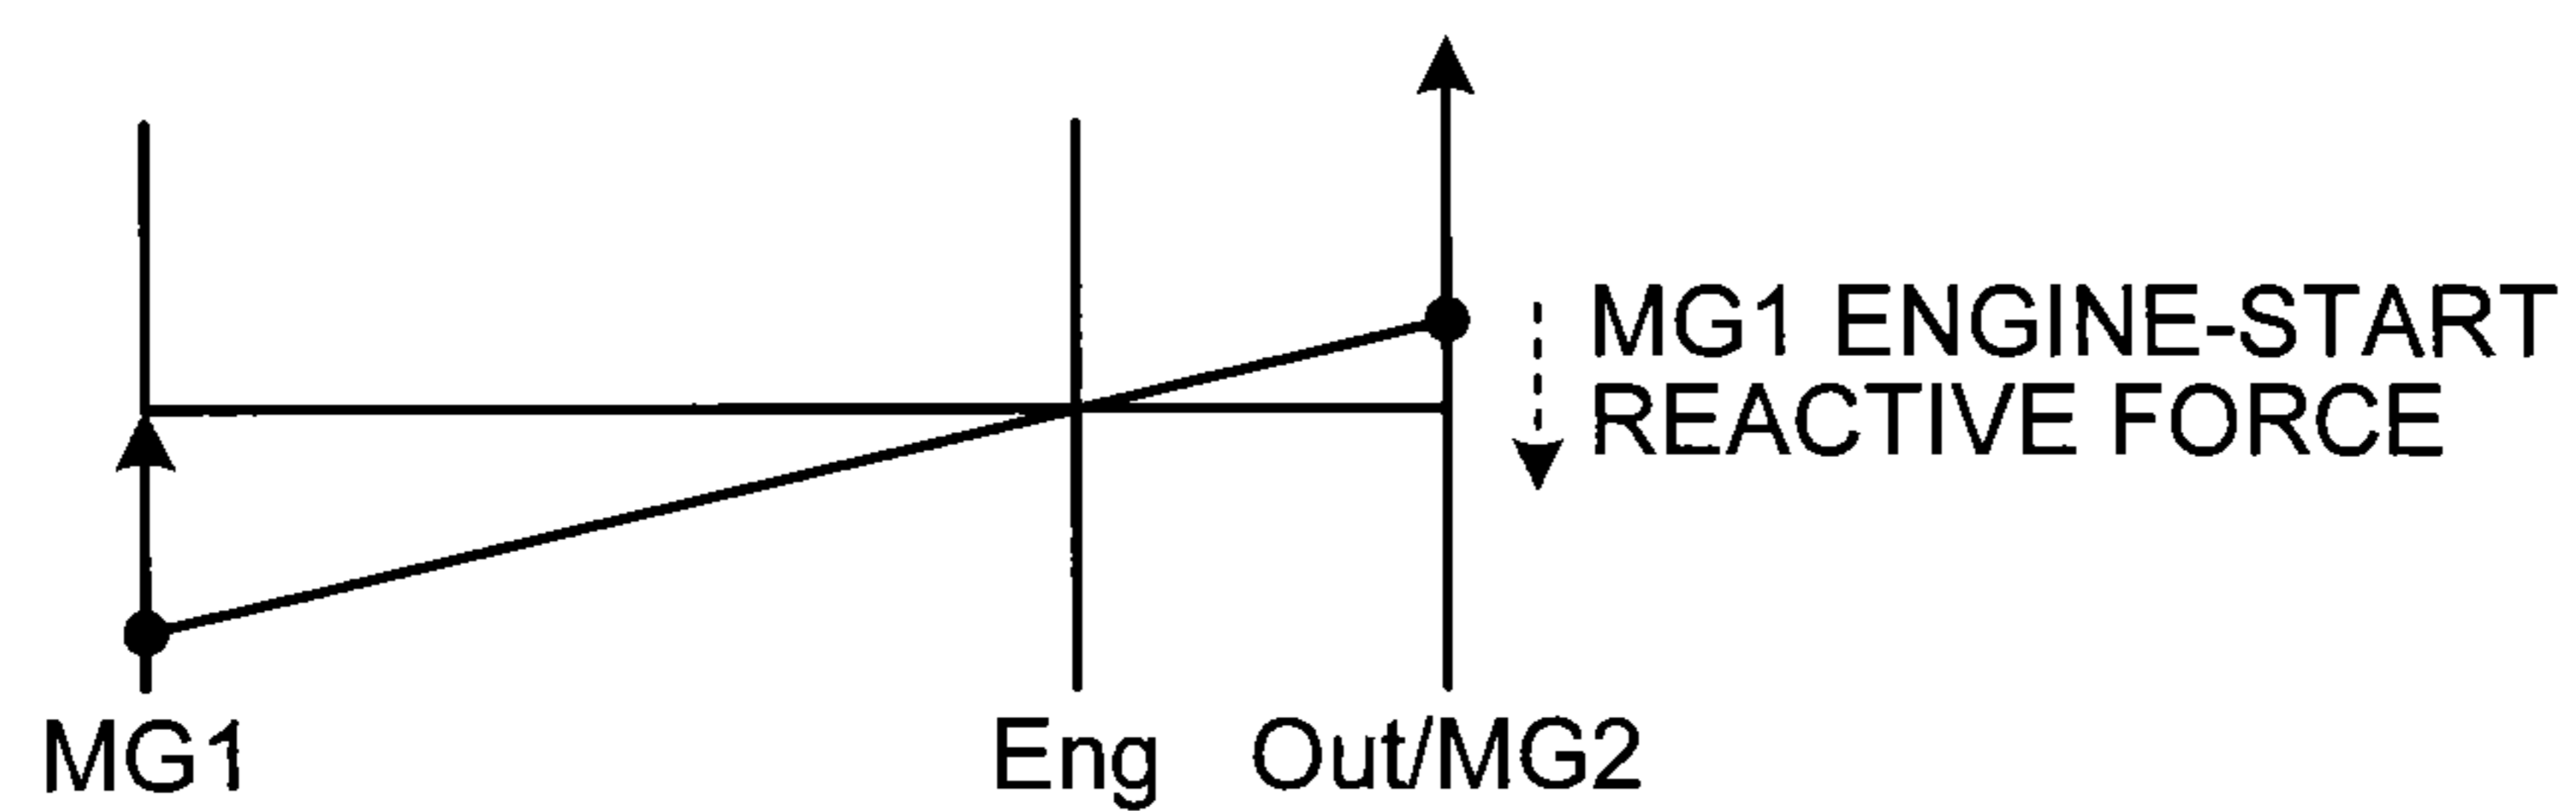 MG1 ENGINE-START
REACTIVE FORCE
MG1
Eng
Out/MG2